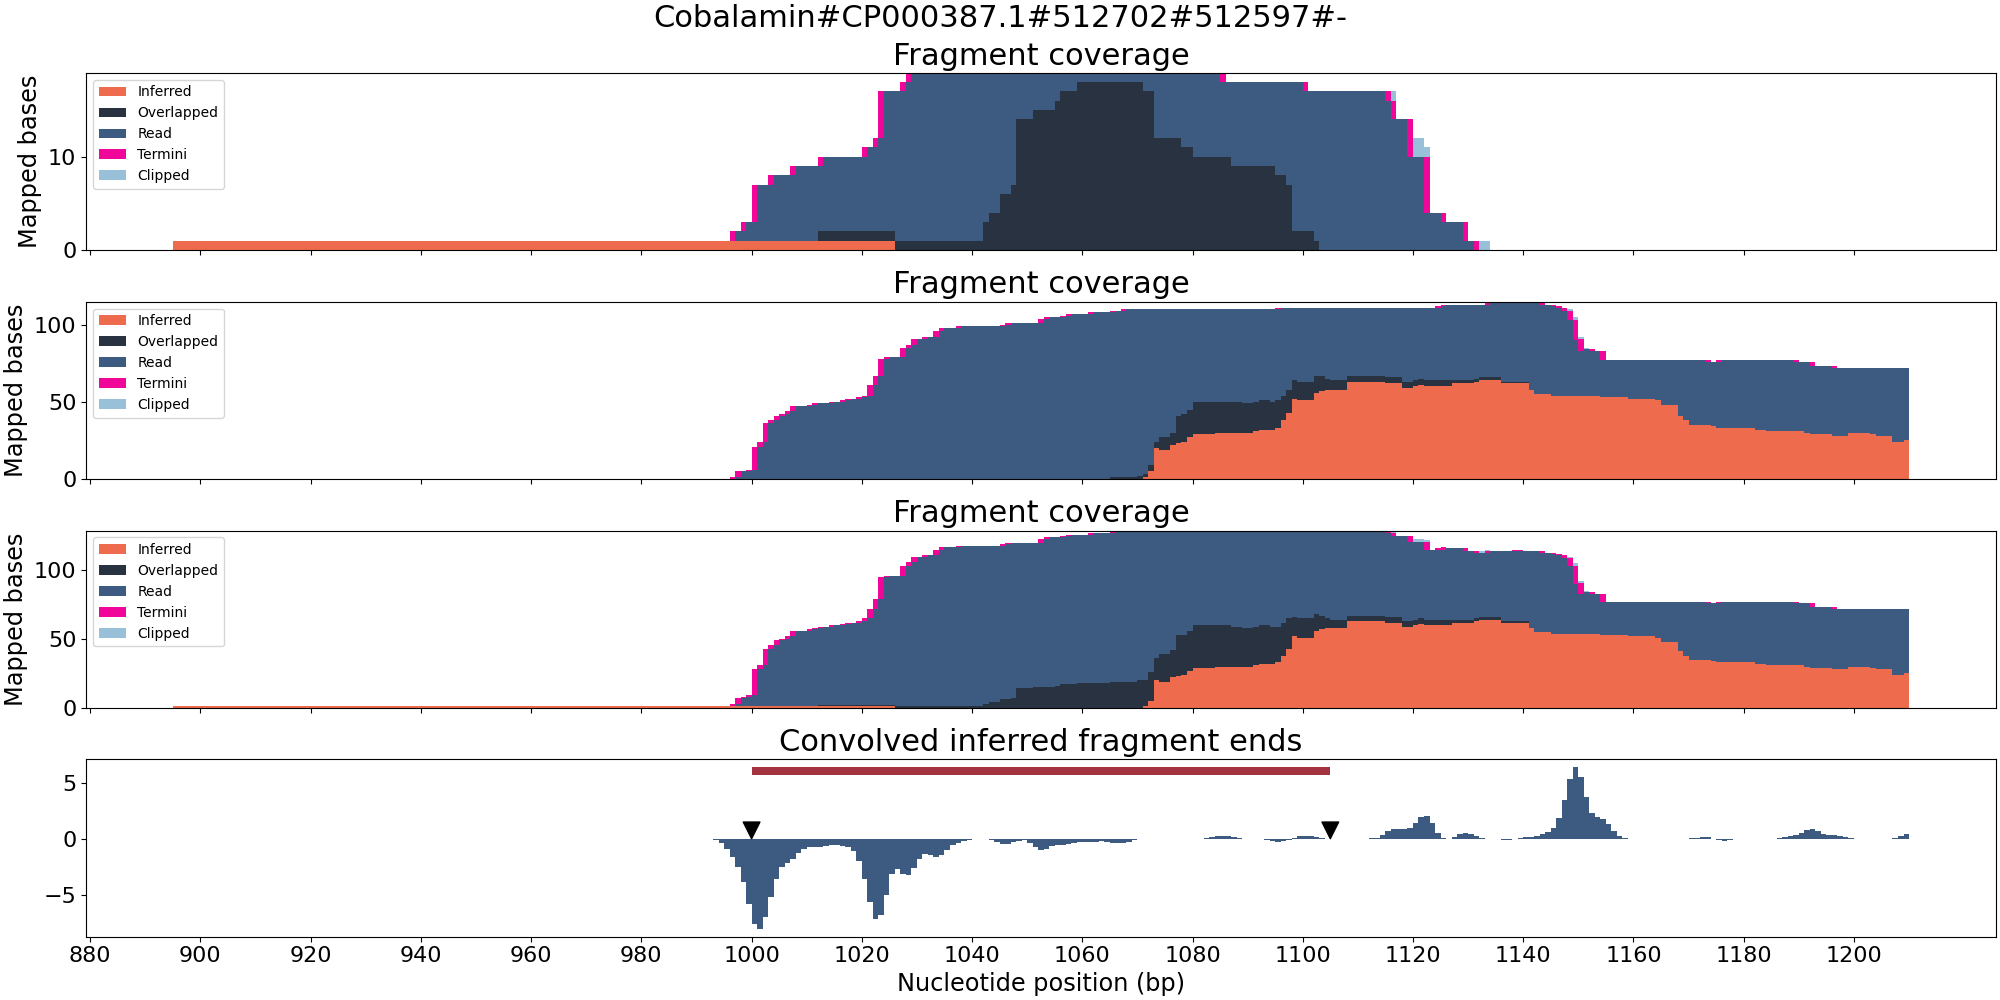 Cobalamin#CP000387.1#512702#512597#-
Fragment coverage
Mapped bases
10
0
Inferred
Overlapped
Read
Termini
Clipped
Fragment coverage
Mapped bases
100
50
0
Inferred
Overlapped
Read
Termini
Clipped
Fragment coverage
Mapped bases
100
50
0
Inferred
Overlapped
Read
Termini
Clipped
Convolved inferred fragment ends
5
0
−5
880 900 920 940 960 980 1000 1020 1040 1060 1080 1100 1120 1140 1160 1180 1200
Nucleotide position (bp)